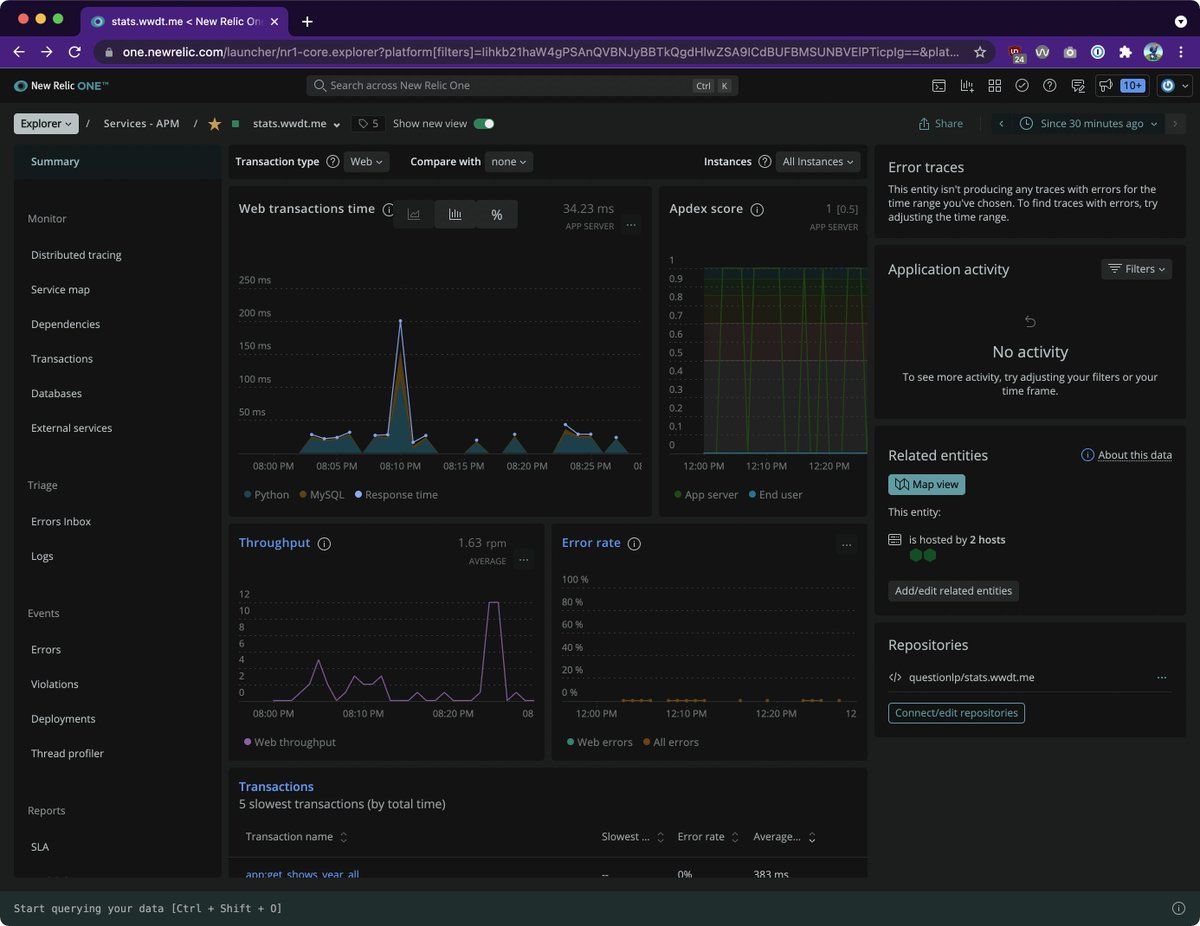 stats.wwdt.me < New Relic On
one.newrelic.com/launcher/nr1-core.explorer?platform[filters]=Iihkb21haW4gPSAnQVBNJyBBTkQgdHlwZSA9ICdBUFBMSUNBVElPTicpIg==&plat...
24
New Relic ONE™
Search across New Relic One
Ctrl K
10+
Explorer / Services - APM / stats.wwdt.me 5 Show new view
Share
Since 30 minutes ago
Summary
Monitor
Distributed tracing
Service map
Dependencies
Transactions
Databases
External services
Triage
Errors Inbox
Logs
Events
Errors
Violations
Deployments
Thread profiler
Reports
SLA
Transaction type ? Web Compare with none
Instances ? All Instances
Web transactions time
%
34.23 ms
APP SERVER
...
250 ms
200 ms
150 ms
100 ms
50 ms
08:00 PM 08:05 PM 08:10 PM 08:15 PM 08:20 PM 08:25 PM 08
Python MySQL Response time
Apdex score
1 [0.5]
APP SERVER
1
0.9
0.8
0.7
0.6
0.5
0.4
0.3
0.2
0.1
0
12:00 PM 12:10 PM 12:20 PM
App server End user
Throughput
1.63 rpm
AVERAGE
...
12
10
8
6
4
2
0
08:00 PM 08:10 PM 08:20 PM 08
Web throughput
Error rate
...
100 %
80 %
60 %
40 %
20 %
0 %
12:00 PM 12:10 PM 12:20 PM 12
Web errors All errors
Transactions
5 slowest transactions (by total time)
Transaction name Slowest ... Error rate Average...
app:get_shows_year_all -- 0% 383 ms
Error traces
This entity isn't producing any traces with errors for the
time range you've chosen. To find traces with errors, try
adjusting the time range.
Application activity
Filters
No activity
To see more activity, try adjusting your filters or your
time frame.
Related entities
About this data
Map view
This entity:
is hosted by 2 hosts
Add/edit related entities
Repositories
questionlp/stats.wwdt.me
...
Connect/edit repositories
Start querying your data [Ctrl + Shift + O]